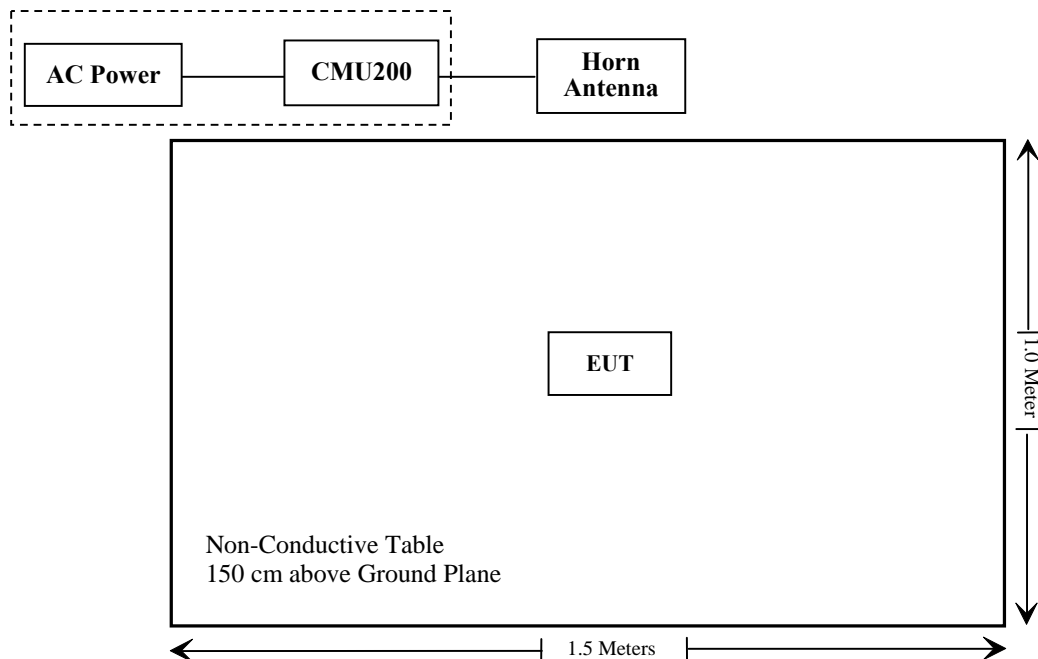 AC Power
CMU200
Horn
Antenna
EUT
1.0 Meter
Non-Conductive Table
150 cm above Ground Plane
1.5 Meters